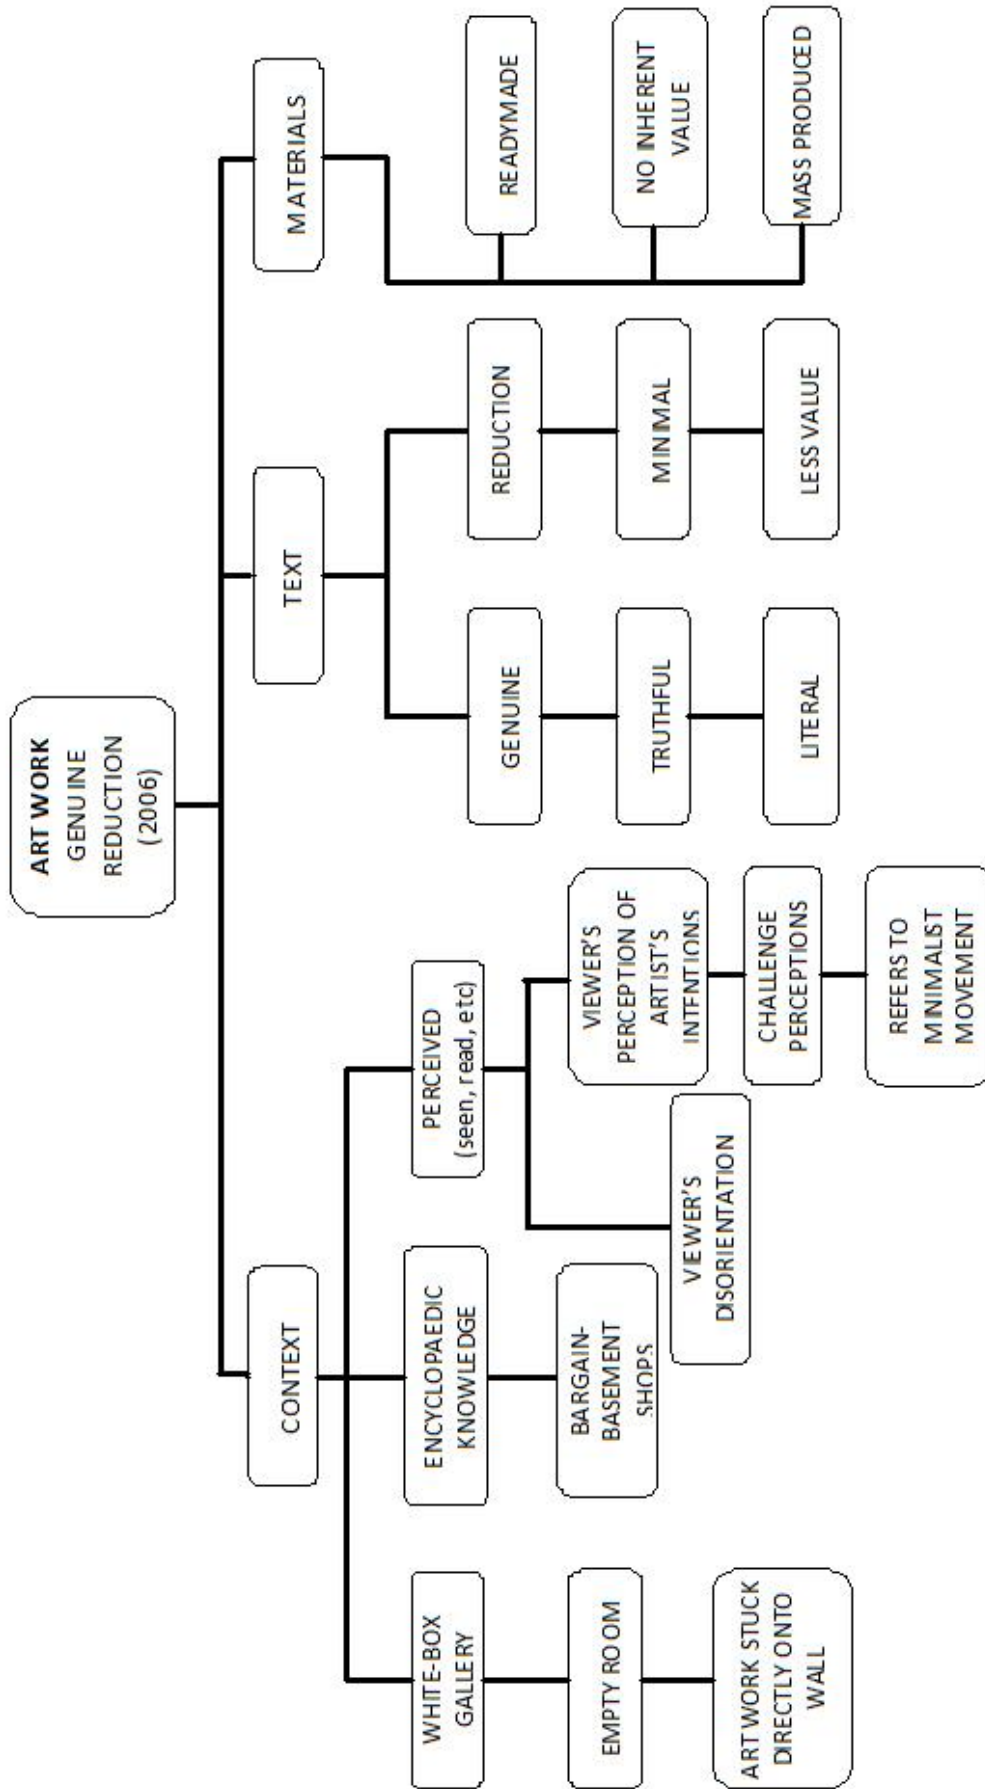 ART WORK
GENUINE
REDUCTION
(2006)
CONTEXT
TEXT
MATERIALS
WHITE-BOX
GALLERY
EMPTY ROOM
ART WORK STUCK
DIRECTLY ONTO
WALL
ENCYCLOPAEDIC
KNOWLEDGE
BARGAIN-
BASEMENT
SHOPS
PERCEIVED
(seen, read, etc)
VIEWER'S
DISORIENTATION
VIEWER'S
PERCEPTION OF
ARTIST'S
INTENTIONS
CHALLENGE
PERCEPTIONS
REFERS TO
MINIMALIST
MOVEMENT
GENUINE
TRUTHFUL
LITERAL
REDUCTION
MINIMAL
LESS VALUE
READYMADE
NO INHERENT
VALUE
MASS PRODUCED